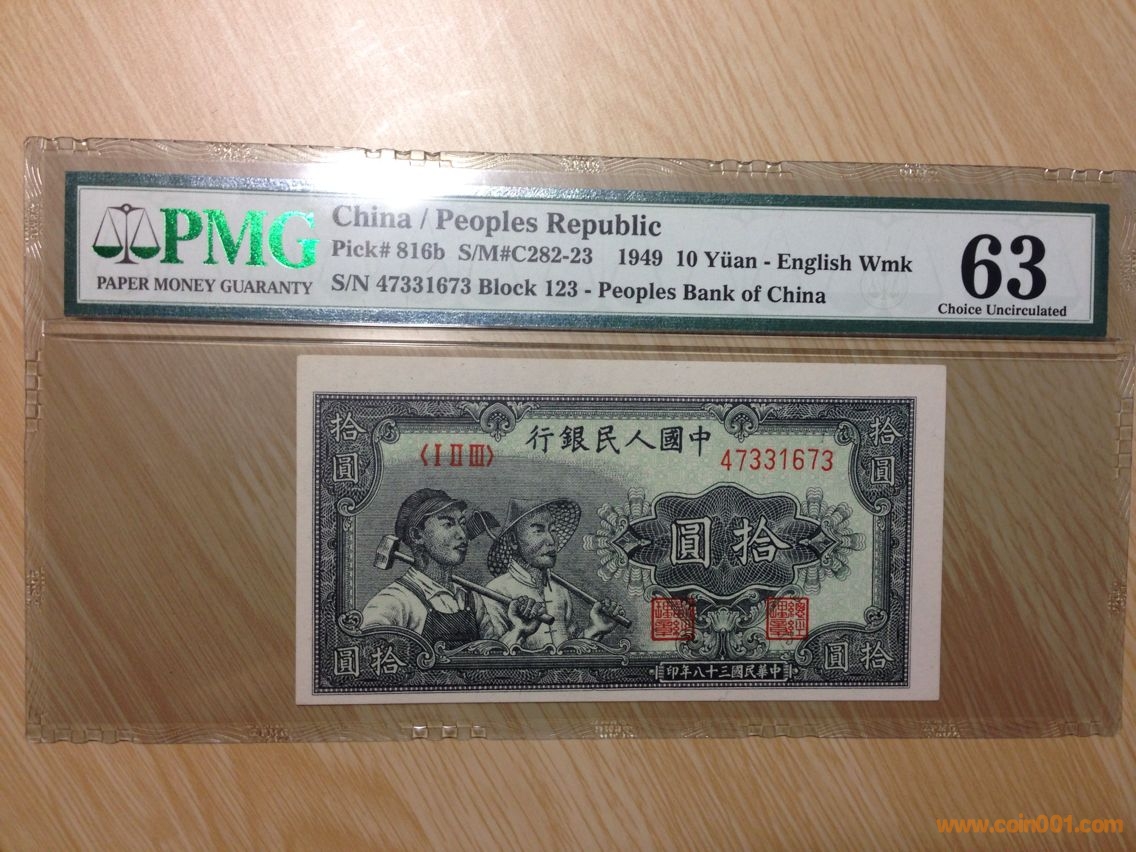 PMG
PAPER MONEY GUARANTY
China / Peoples Republic
Pick# 816b S/M#C282-23 1949 10 Yüan - English Wmk
S/N 47331673 Block 123 - Peoples Bank of China
63
Choice Uncirculated
行銀民人國中
拾圓
拾圓
〈I II III〉
47331673
圓拾
圓拾
圓拾
印年八十三國民華中
www.coin001.com